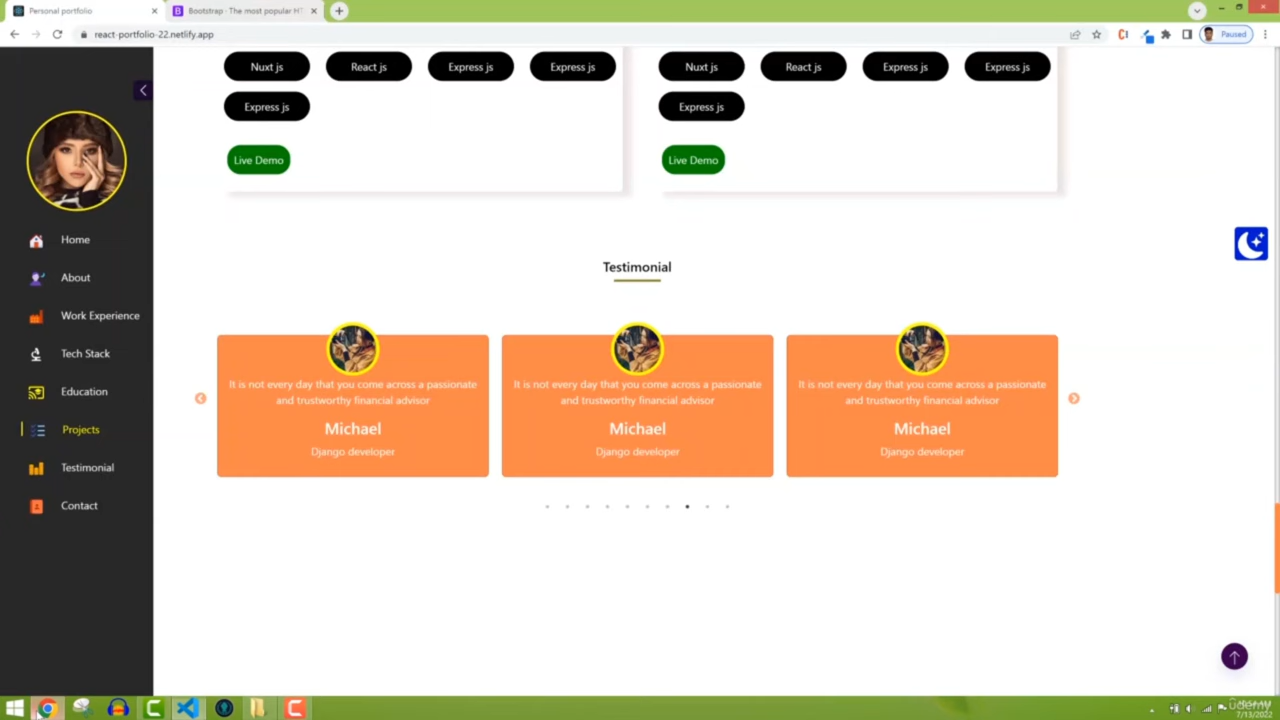 Personal portfolio
Bootstrap · The most popular HT
react-portfolio-22.netlify.app
Paused
Nuxt js
React js
Express js
Express js
Nuxt js
React js
Express js
Express js
Express js
Express js
Live Demo
Live Demo
Home
About
Work Experience
Tech Stack
Education
Projects
Testimonial
Contact
Testimonial
It is not every day that you come across a passionate
and trustworthy financial advisor
Michael
Django developer
It is not every day that you come across a passionate
and trustworthy financial advisor
Michael
Django developer
It is not every day that you come across a passionate
and trustworthy financial advisor
Michael
Django developer
udemy
7/13/2022